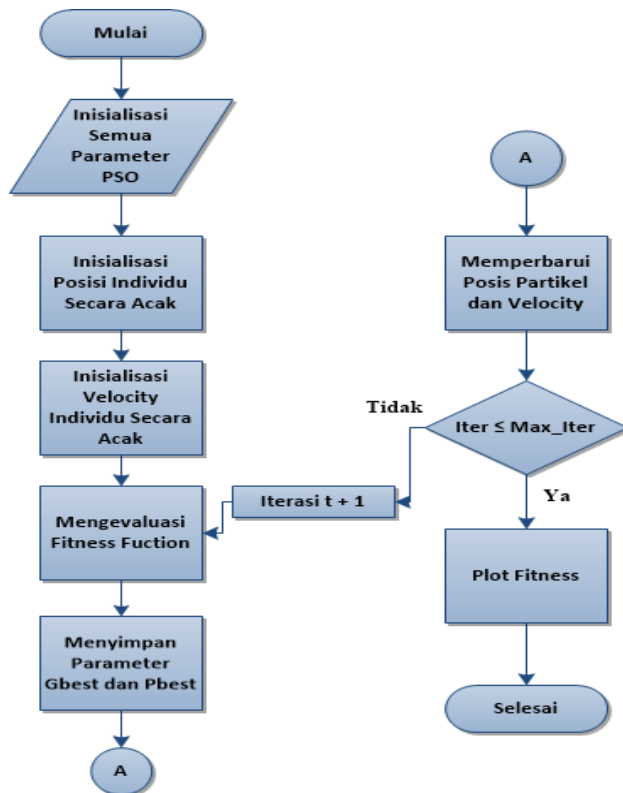 Mulai
Inisialisasi
Semua
Parameter
PSO
Inisialisasi
Posisi Individu
Secara Acak
Inisialisasi
Velocity
Individu Secara
Acak
Mengevaluasi
Fitness Fuction
Menyimpan
Parameter
Gbest dan Pbest
A
A
Memperbarui
Posis Partikel
dan Velocity
Iter ≤ Max_Iter
Tidak
Iterasi t + 1
Ya
Plot Fitness
Selesai